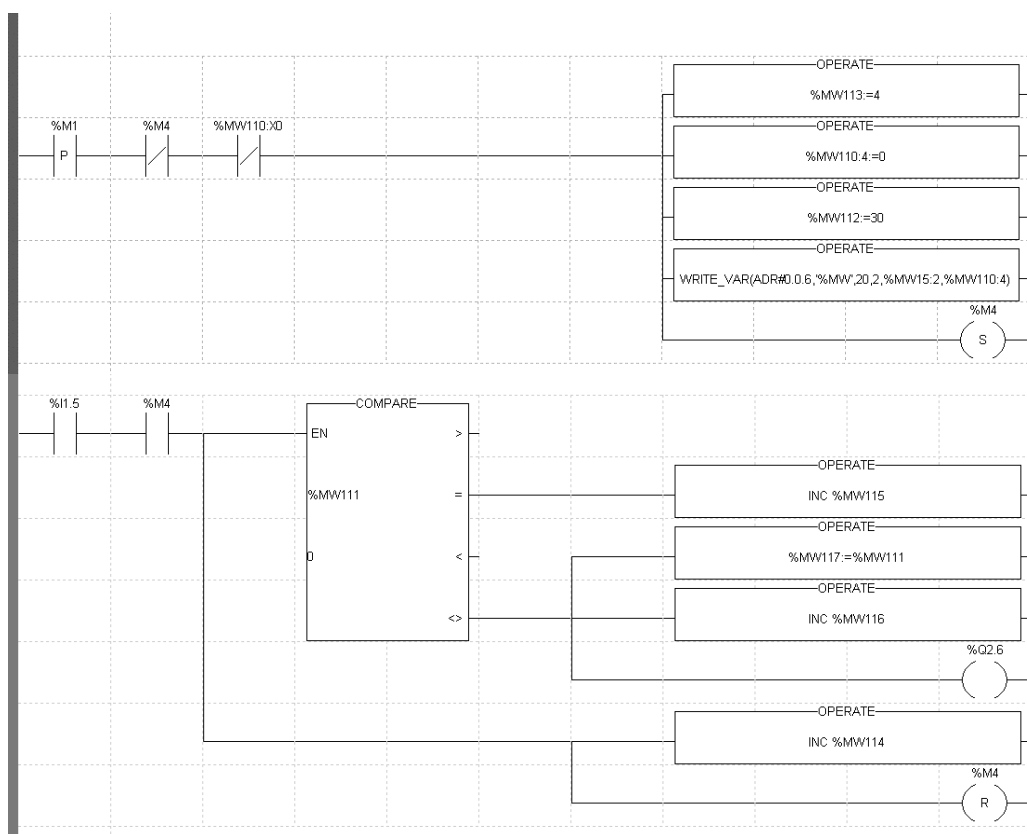 OPERATE
%MW113:=4
%M1 %M4 %MW110:X0
OPERATE
P
%MW110:4:=0
OPERATE
%MW112:=30
OPERATE
WRITE_VAR(ADR#0.0.6,'%MW',20,2,%MW15:2,%MW110:4)
%M4
S
%I1.5 %M4
COMPARE
EN >
OPERATE
%MW111 =
INC %MW115
OPERATE
0 <
%MW117:=%MW111
OPERATE
<>
INC %MW116
%Q2.6
OPERATE
INC %MW114
%M4
R